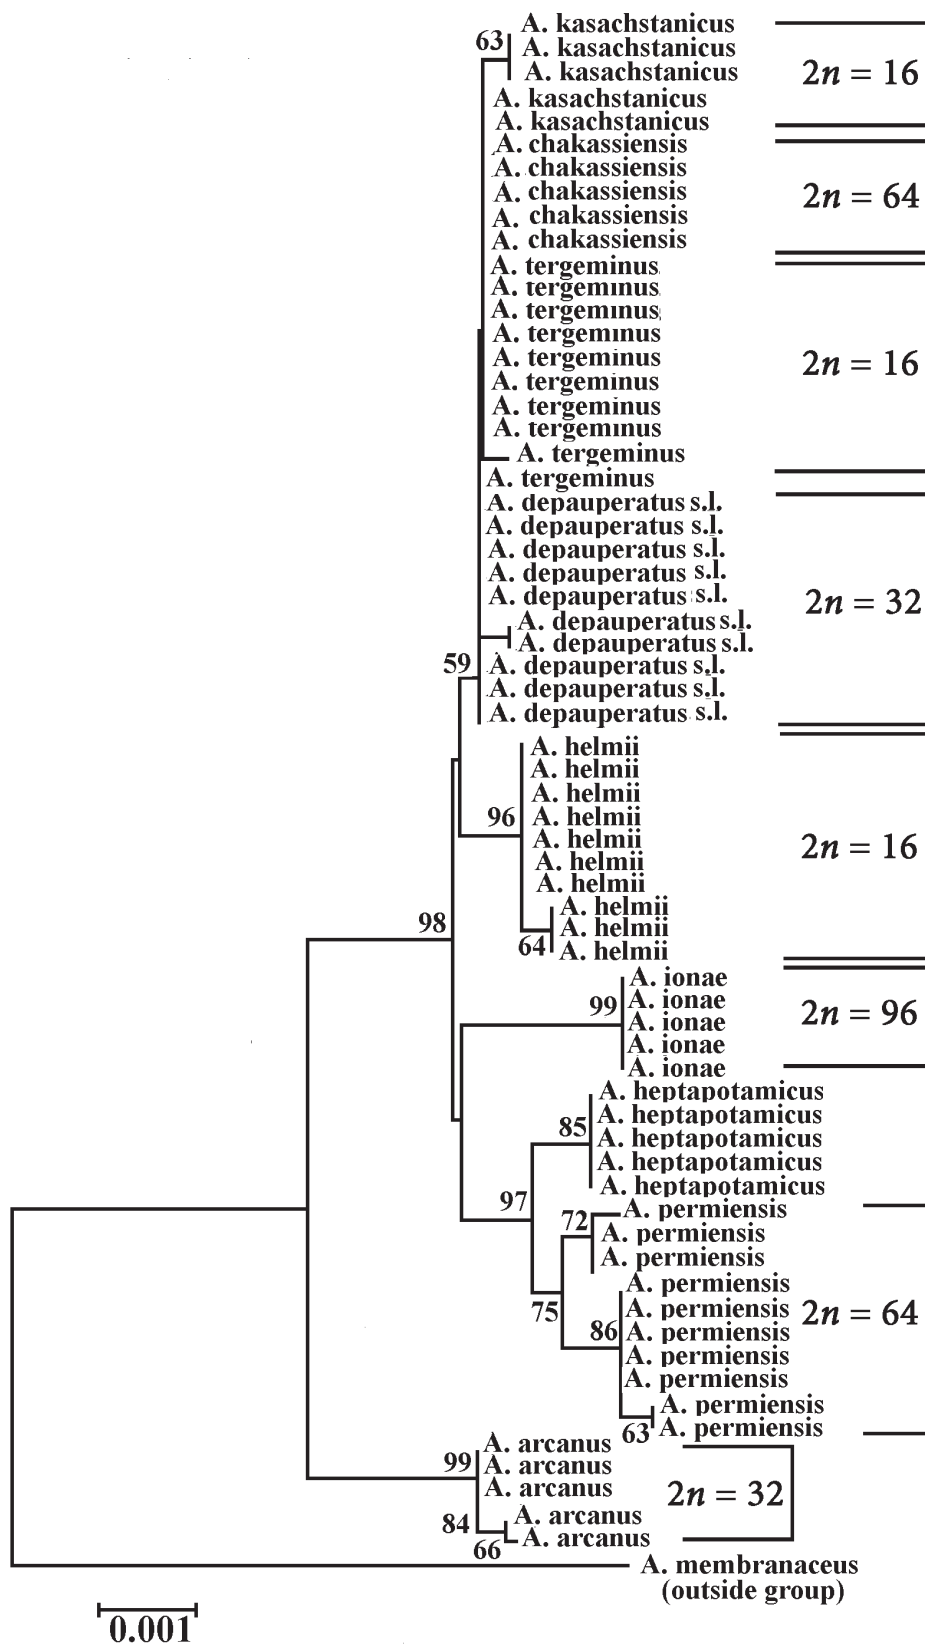 A. kasachstanicus
63
A. kasachstanicus
A. kasachstanicus
2n = 16
A. kasachstanicus
A. kasachstanicus
A. chakassiensis
A. chakassiensis
A. chakassiensis
2n = 64
A. chakassiensis
A. chakassiensis
A. tergeminus
A. tergeminus
A. tergeminus
A. tergeminus
A. tergeminus
2n = 16
A. tergeminus
A. tergeminus
A. tergeminus
A. tergeminus
A. tergeminus
A. depauperatus s.l.
A. depauperatus s.l.
A. depauperatus s.l.
A. depauperatus s.l.
A. depauperatus s.l.
2n = 32
A. depauperatus s.l.
A. depauperatus s.l.
59
A. depauperatus s.l.
A. depauperatus s.l.
A. depauperatus s.l.
A. helmii
A. helmii
A. helmii
96
A. helmii
A. helmii
2n = 16
A. helmii
A. helmii
A. helmii
98
A. helmii
64
A. helmii
A. ionae
A. ionae
99
A. ionae
2n = 96
A. ionae
A. ionae
A. heptapotamicus
A. heptapotamicus
85
A. heptapotamicus
A. heptapotamicus
A. heptapotamicus
97
A. permiensis
72
A. permiensis
A. permiensis
A. permiensis
75
A. permiensis
2n = 64
86
A. permiensis
A. permiensis
A. permiensis
A. permiensis
63
A. permiensis
A. arcanus
99
A. arcanus
A. arcanus
2n = 32
84
A. arcanus
66
A. arcanus
A. membranaceus
(outside group)
0.001